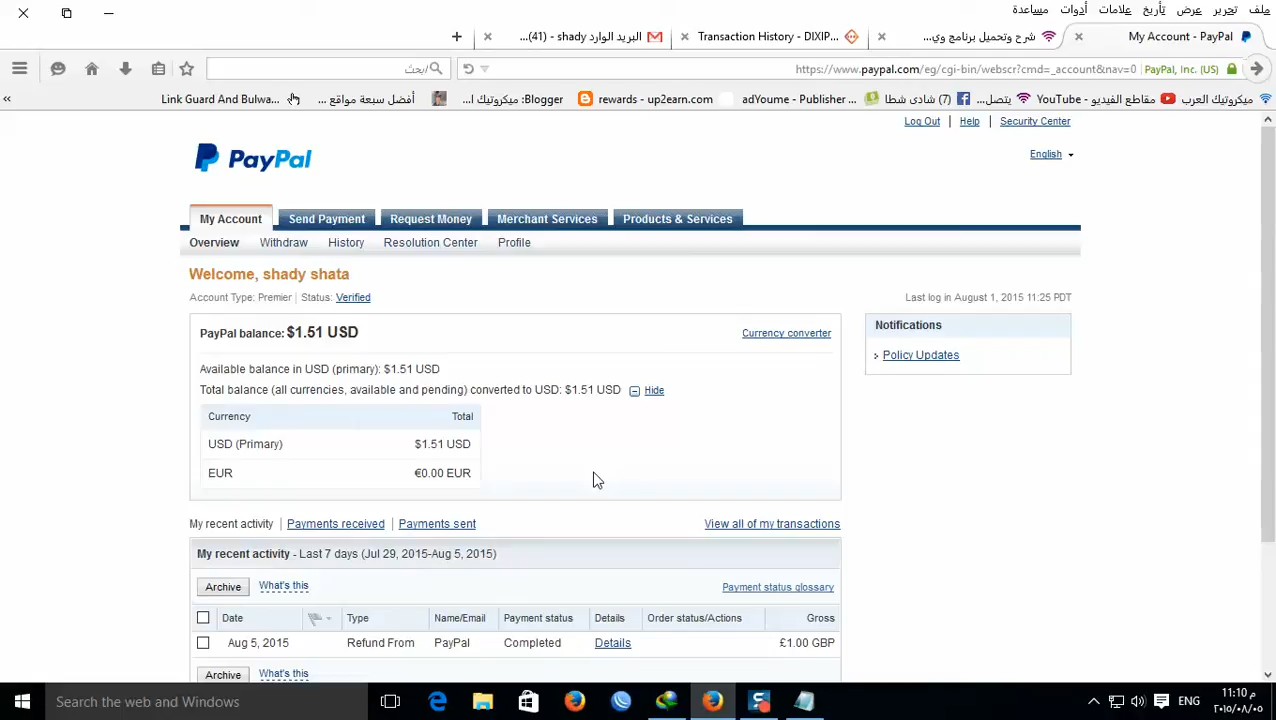 ملف تحرير عرض تأريخ علامات أدوات مساعدة
My Account - PayPal
شرح وتحميل برنامج وي...
Transaction History - DIXIP...
البريد الوارد (41) - shady...
https://www.paypal.com/eg/cgi-bin/webscr?cmd=_account&nav=0
PayPal, Inc. (US)
ابحث
ميكروتيك العرب
مقاطع الفيديو - YouTube
يتصل...
(7) شادى شطا
adYoume - Publisher ...
rewards - up2earn.com
Blogger: ميكروتيك ا...
أفضل سبعة مواقع ...
Link Guard And Bulwa...
«
Log Out | Help | Security Center
PayPal
English
My Account Send Payment Request Money Merchant Services Products & Services
Overview Withdraw History Resolution Center Profile
Welcome, shady shata
Account Type: Premier | Status: Verified
Last log in August 1, 2015 11:25 PDT
PayPal balance: $1.51 USD
Currency converter
Notifications
Policy Updates
Available balance in USD (primary): $1.51 USD
Total balance (all currencies, available and pending) converted to USD: $1.51 USD Hide
Currency Total
USD (Primary) $1.51 USD
EUR €0.00 EUR
My recent activity | Payments received | Payments sent
View all of my transactions
My recent activity - Last 7 days (Jul 29, 2015-Aug 5, 2015)
Archive What's this
Payment status glossary
Date Type Name/Email Payment status Details Order status/Actions Gross
Aug 5, 2015 Refund From PayPal Completed Details £1.00 GBP
Archive What's this
Search the web and Windows
ENG
١١:١٥ م
٢٠١٥/٠٨/٠٥